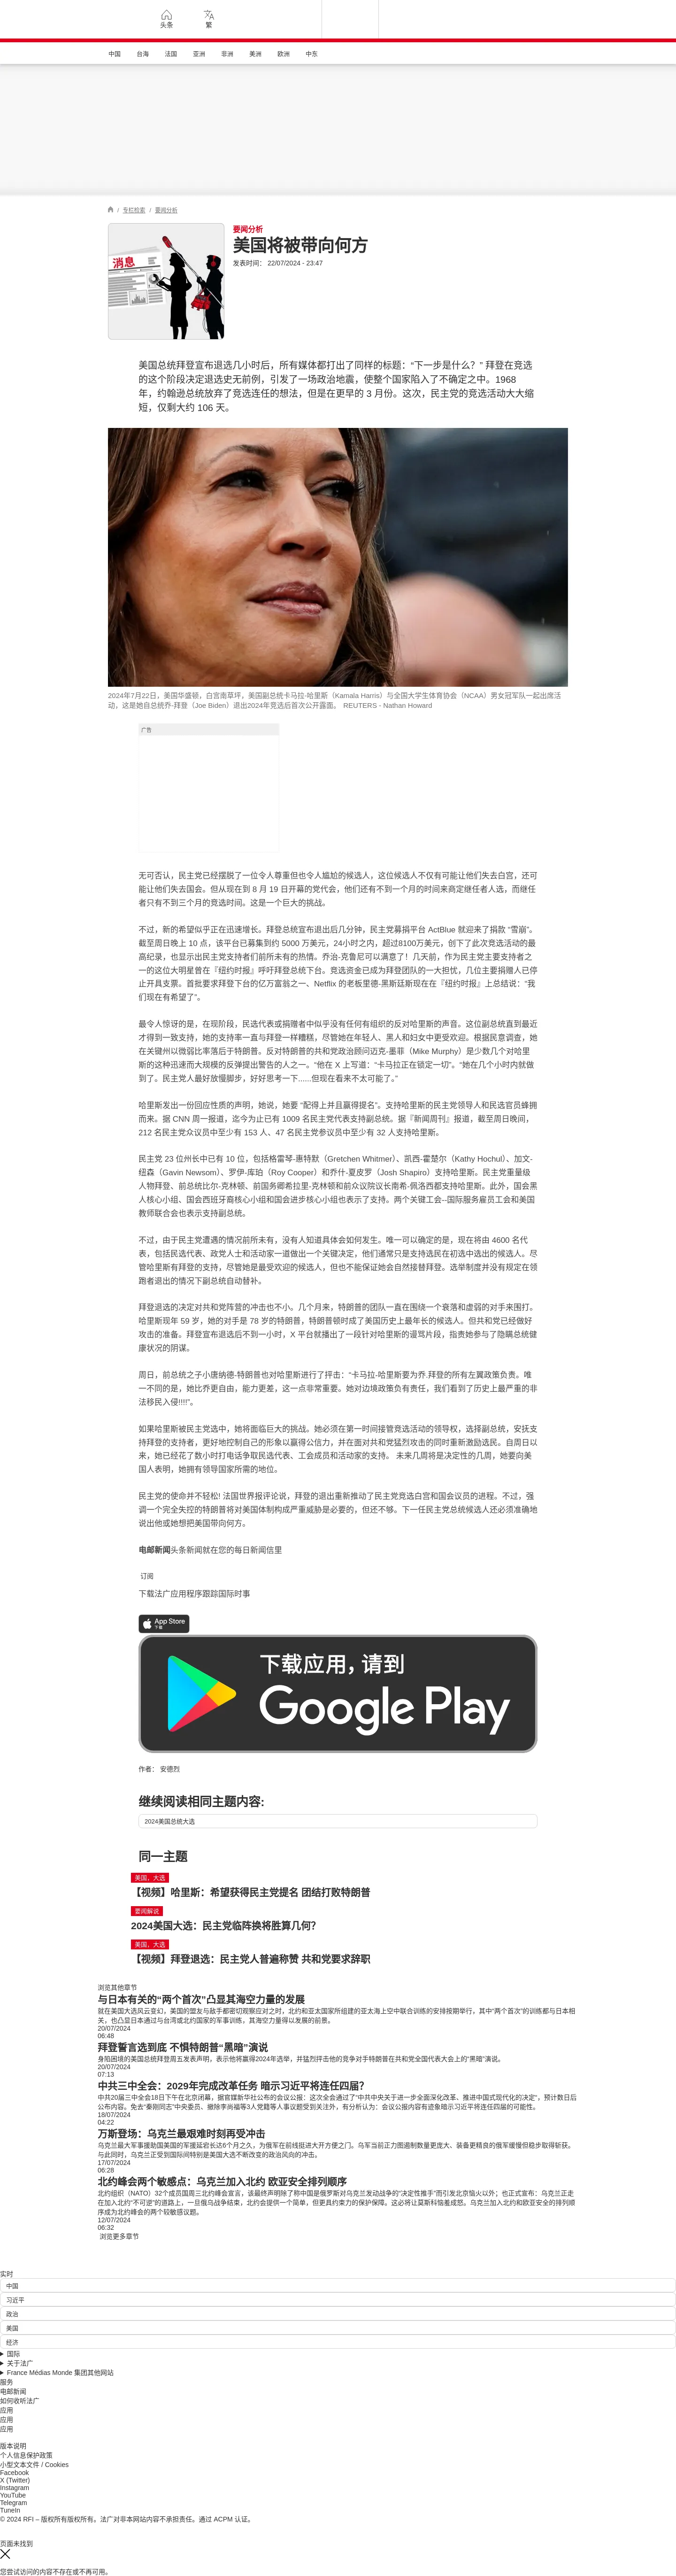 头条
繁
中国 台海 法国 亚洲 非洲 美洲 欧洲 中东
/ 专栏检索 / 要闻分析
消息
要闻分析
美国将被带向何方
发表时间： 22/07/2024 - 23:47
美国总统拜登宣布退选几小时后，所有媒体都打出了同样的标题：“下一步是什么？” 拜登在竞选
的这个阶段决定退选史无前例，引发了一场政治地震，使整个国家陷入了不确定之中。1968
年，约翰逊总统放弃了竞选连任的想法，但是在更早的 3 月份。这次，民主党的竞选活动大大缩
短，仅剩大约 106 天。
2024年7月22日，美国华盛顿，白宫南草坪，美国副总统卡马拉-哈里斯（Kamala Harris）与全国大学生体育协会（NCAA）男女冠军队一起出席活
动，这是她自总统乔-拜登（Joe Biden）退出2024年竞选后首次公开露面。 REUTERS - Nathan Howard
广告
无可否认，民主党已经摆脱了一位令人尊重但也令人尴尬的候选人，这位候选人不仅有可能让他们失去白宫，还可
能让他们失去国会。但从现在到 8 月 19 日开幕的党代会，他们还有不到一个月的时间来商定继任者人选，而继任
者只有不到三个月的竞选时间。这是一个巨大的挑战。
不过，新的希望似乎正在迅速增长。拜登总统宣布退出后几分钟，民主党募捐平台 ActBlue 就迎来了捐款 “雪崩”。
截至周日晚上 10 点，该平台已募集到约 5000 万美元，24小时之内，超过8100万美元，创下了此次竞选活动的最
高纪录，也显示出民主党支持者们前所未有的热情。乔治-克鲁尼可以满意了！几天前，作为民主党主要支持者之
一的这位大明星曾在『纽约时报』呼吁拜登总统下台。竞选资金已成为拜登团队的一大担忧，几位主要捐赠人已停
止开具支票。首批要求拜登下台的亿万富翁之一、Netflix 的老板里德-黑斯廷斯现在在『纽约时报』上总结说：“我
们现在有希望了”。
最令人惊讶的是，在现阶段，民选代表或捐赠者中似乎没有任何有组织的反对哈里斯的声音。这位副总统直到最近
才得到一致支持，她的支持率一直与拜登一样糟糕，尽管她在年轻人、黑人和妇女中更受欢迎。根据民意调查，她
在关键州以微弱比率落后于特朗普。反对特朗普的共和党政治顾问迈克-墨菲（Mike Murphy）是少数几个对哈里
斯的这种迅速而大规模的反弹提出警告的人之一。“他在 X 上写道：“卡马拉正在锁定一切”。“她在几个小时内就做
到了。民主党人最好放慢脚步，好好思考一下......但现在看来不太可能了。”
哈里斯发出一份回应性质的声明，她说，她要 “配得上并且赢得提名”。支持哈里斯的民主党领导人和民选官员蜂拥
而来。据 CNN 周一报道，迄今为止已有 1009 名民主党代表支持副总统。据『新闻周刊』报道，截至周日晚间，
212 名民主党众议员中至少有 153 人、47 名民主党参议员中至少有 32 人支持哈里斯。
民主党 23 位州长中已有 10 位，包括格雷琴-惠特默（Gretchen Whitmer）、凯西-霍楚尔（Kathy Hochul）、加文-
纽森（Gavin Newsom）、罗伊-库珀（Roy Cooper）和乔什-夏皮罗（Josh Shapiro）支持哈里斯。民主党重量级
人物拜登、前总统比尔-克林顿、前国务卿希拉里-克林顿和前众议院议长南希-佩洛西都支持哈里斯。此外，国会黑
人核心小组、国会西班牙裔核心小组和国会进步核心小组也表示了支持。两个关键工会--国际服务雇员工会和美国
教师联合会也表示支持副总统。
不过，由于民主党遭遇的情况前所未有，没有人知道具体会如何发生。唯一可以确定的是，现在将由 4600 名代
表，包括民选代表、政党人士和活动家一道做出一个关键决定，他们通常只是支持选民在初选中选出的候选人。尽
管哈里斯有拜登的支持，尽管她是最受欢迎的候选人，但也不能保证她会自然接替拜登。选举制度并没有规定在领
跑者退出的情况下副总统自动替补。
拜登退选的决定对共和党阵营的冲击也不小。几个月来，特朗普的团队一直在围绕一个衰落和虚弱的对手来围打。
哈里斯现年 59 岁，她的对手是 78 岁的特朗普，特朗普顿时成了美国历史上最年长的候选人。但共和党已经做好
攻击的准备。拜登宣布退选后不到一小时，X 平台就播出了一段针对哈里斯的谩骂片段，指责她参与了隐瞒总统健
康状况的阴谋。
周日，前总统之子小唐纳德-特朗普也对哈里斯进行了抨击：“卡马拉-哈里斯要为乔.拜登的所有左翼政策负责。唯
一不同的是，她比乔更自由，能力更差，这一点非常重要。她对边境政策负有责任，我们看到了历史上最严重的非
法移民入侵!!!!”。
如果哈里斯被民主党选中，她将面临巨大的挑战。她必须在第一时间接管竞选活动的领导权，选择副总统，安抚支
持拜登的支持者，更好地控制自己的形象以赢得公信力，并在面对共和党猛烈攻击的同时重新激励选民。自周日以
来，她已经花了数小时打电话争取民选代表、工会成员和活动家的支持。 未来几周将是决定性的几周，她要向美
国人表明，她拥有领导国家所需的地位。
民主党的使命并不轻松! 法国世界报评论说，拜登的退出重新推动了民主党竞选白宫和国会议员的进程。不过，强
调一个完全失控的特朗普将对美国体制构成严重威胁是必要的，但还不够。下一任民主党总统候选人还必须准确地
说出他或她想把美国带向何方。
电邮新闻头条新闻就在您的每日新闻信里
订阅
下载法广应用程序跟踪国际时事
App Store
下载
下载应用，请到
Google Play
作者： 安德烈
继续阅读相同主题内容:
2024美国总统大选
同一主题
美国，大选
【视频】哈里斯：希望获得民主党提名 团结打败特朗普
要闻解说
2024美国大选：民主党临阵换将胜算几何？
美国，大选
【视频】拜登退选：民主党人普遍称赞 共和党要求辞职
浏览其他章节
与日本有关的“两个首次”凸显其海空力量的发展
就在美国大选风云变幻，美国的盟友与敌手都密切观察应对之时，北约和亚太国家所组建的亚太海上空中联合训练的安排按期举行，其中“两个首次”的训练都与日本相
关，也凸显日本通过与台湾或北约国家的军事训练，其海空力量得以发展的前景。
20/07/2024
06:48
拜登誓言选到底 不惧特朗普“黑暗”演说
身陷困境的美国总统拜登周五发表声明，表示他将赢得2024年选举，并猛烈抨击他的竞争对手特朗普在共和党全国代表大会上的“黑暗”演说。
20/07/2024
07:13
中共三中全会：2029年完成改革任务 暗示习近平将连任四届？
中共20届三中全会18日下午在北京闭幕，据官媒新华社公布的会议公报：这次全会通过了“中共中央关于进一步全面深化改革、推进中国式现代化的决定“，预计数日后
公布内容。免去“秦刚同志”中央委员、撤除李尚福等3人党籍等人事议题受到关注外，有分析认为：会议公报内容有迹象暗示习近平将连任四届约可能性。
18/07/2024
04:22
万斯登场：乌克兰最艰难时刻再受冲击
乌克兰最大军事援助国美国的军援延宕长达6个月之久，为俄军在前线挺进大开方便之门。乌军当前正力图遏制数量更庞大、装备更精良的俄军缓慢但稳步取得斩获。
与此同时，乌克兰正受到国际间特别是美国大选不断改变的政治风向的冲击。
17/07/2024
06:28
北约峰会两个敏感点：乌克兰加入北约 欧亚安全排列顺序
北约组织（NATO）32个成员国周三北约峰会宣言，该最终声明除了称中国是俄罗斯对乌克兰发动战争的“决定性推手”而引发北京恼火以外；也正式宣布：乌克兰正走
在加入北约“不可逆”的道路上，一旦俄乌战争结束，北约会提供一个简单，但更具约束力的保护保障。这必将让莫斯科恼羞成怒。乌克兰加入北约和欧亚安全的排列顺
序成为北约峰会的两个较敏感议题。
12/07/2024
06:32
浏览更多章节
实时
中国
习近平
政治
美国
经济
国际
关于法广
France Médias Monde 集团其他网站
服务
电邮新闻
如何收听法广
应用
应用
应用
版本说明
个人信息保护政策
小型文本文件 / Cookies
Facebook
X (Twitter)
Instagram
YouTube
Telegram
TuneIn
© 2024 RFI – 版权所有版权所有。法广对非本网站内容不承担责任。通过 ACPM 认证。
页面未找到
您尝试访问的内容不存在或不再可用。